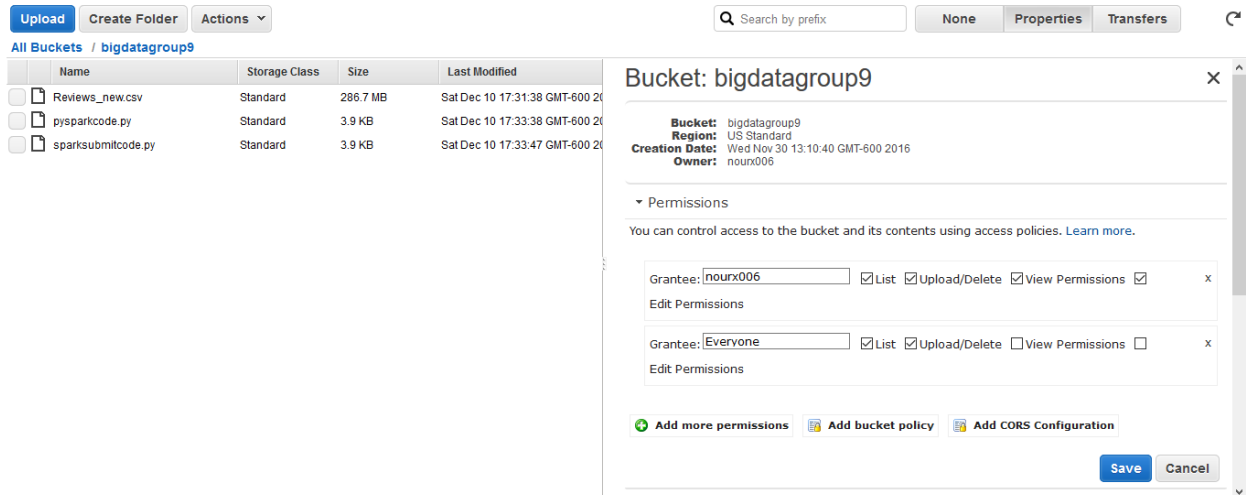 Upload Create Folder Actions Search by prefix None Properties Transfers
All Buckets / bigdatagroup9
Name Storage Class Size Last Modified
Reviews_new.csv Standard 286.7 MB Sat Dec 10 17:31:38 GMT-600 20
pysparkcode.py Standard 3.9 KB Sat Dec 10 17:33:38 GMT-600 20
sparksubmitcode.py Standard 3.9 KB Sat Dec 10 17:33:47 GMT-600 20
Bucket: bigdatagroup9 ×
Bucket: bigdatagroup9
Region: US Standard
Creation Date: Wed Nov 30 13:10:40 GMT-600 2016
Owner: nourx006
Permissions
You can control access to the bucket and its contents using access policies. Learn more.
Grantee: nourx006 List Upload/Delete View Permissions x
Edit Permissions
Grantee: Everyone List Upload/Delete View Permissions x
Edit Permissions
Add more permissions Add bucket policy Add CORS Configuration
Save Cancel